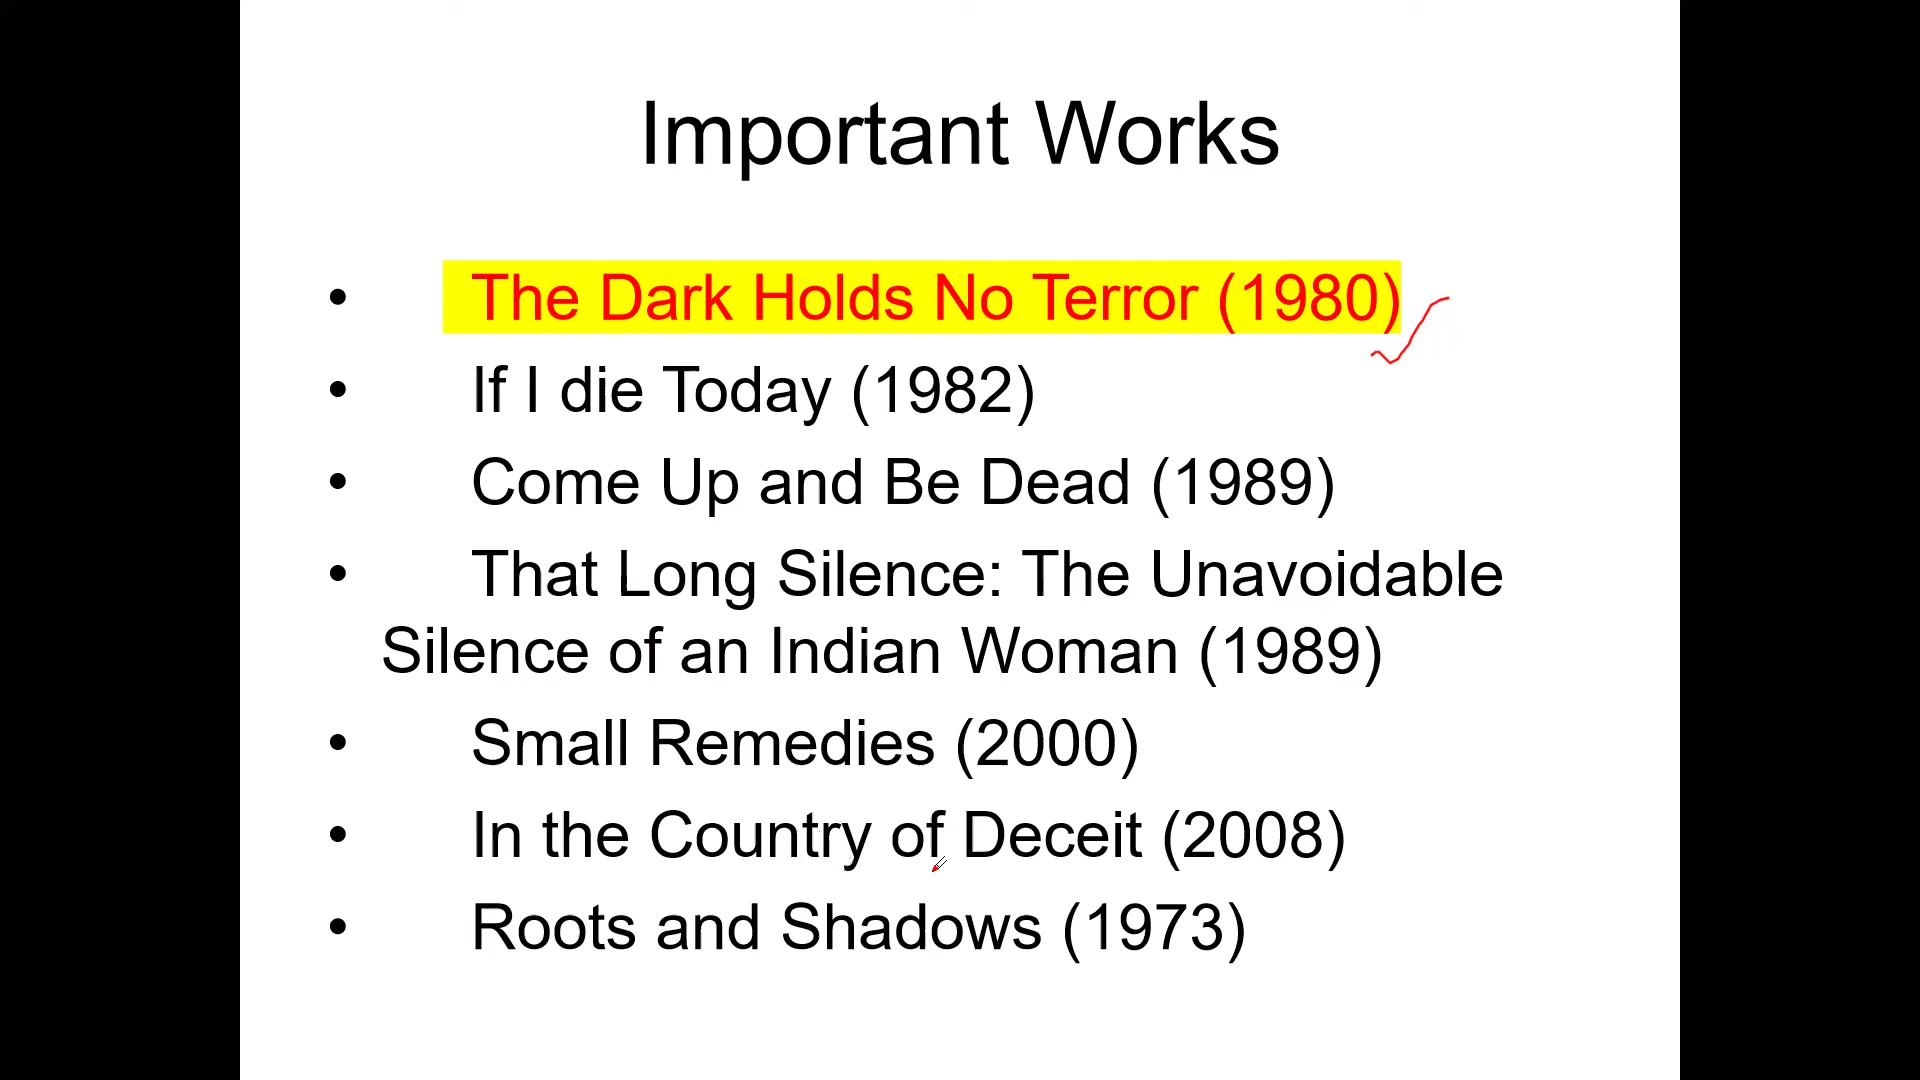 Important Works
• The Dark Holds No Terror (1980)
• If I die Today (1982)
• Come Up and Be Dead (1989)
• That Long Silence: The Unavoidable
Silence of an Indian Woman (1989)
• Small Remedies (2000)
• In the Country of Deceit (2008)
• Roots and Shadows (1973)